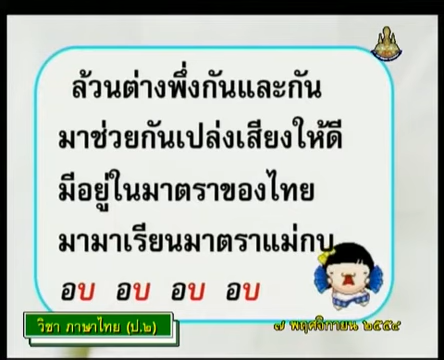 ล้วนต่างพึ่งกันและกัน
มาช่วยกันเปล่งเสียงให้ดี
มีอยู่ในมาตราของไทย
มามาเรียนมาตราแม่กบ
อบ อบ อบ อบ
วิชา ภาษาไทย (ป.๒)
๗ พฤศจิกายน ๒๕๕๔